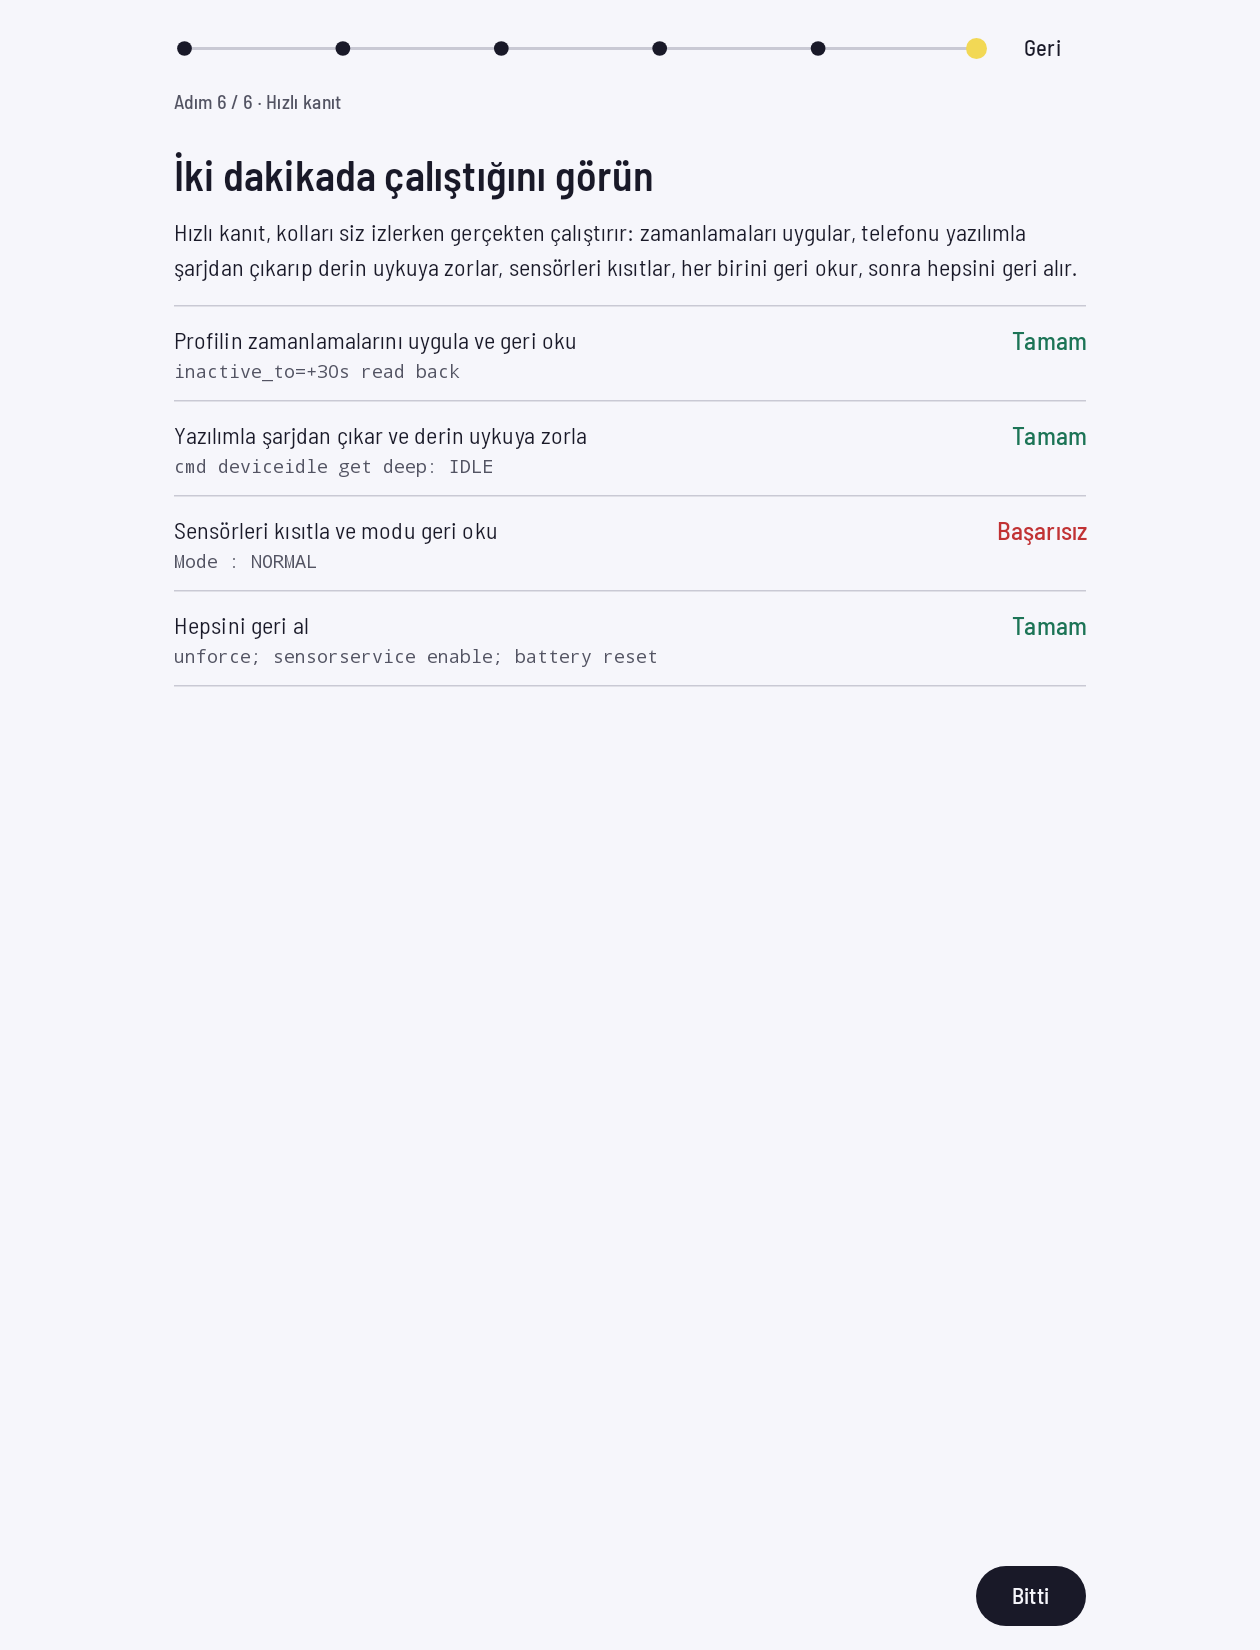 Geri
Adım 6 / 6 · Hızlı kanıt
İki dakikada çalıştığını görün
Hızlı kanıt, kolları siz izlerken gerçekten çalıştırır: zamanlamaları uygular, telefonu yazılımla
şarjdan çıkarıp derin uykuya zorlar, sensörleri kısıtlar, her birini geri okur, sonra hepsini geri alır.
Profilin zamanlamalarını uygula ve geri oku
Tamam
inactive_to=+30s read back
Yazılımla şarjdan çıkar ve derin uykuya zorla
Tamam
cmd deviceidle get deep: IDLE
Sensörleri kısıtla ve modu geri oku
Başarısız
Mode : NORMAL
Hepsini geri al
Tamam
unforce; sensorservice enable; battery reset
Bitti